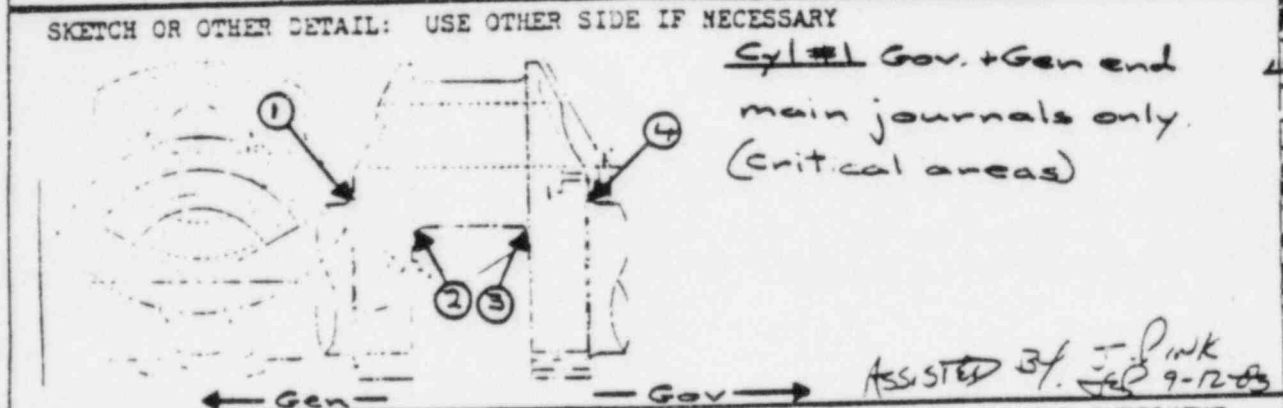 SKETCH OR OTHER DETAIL: USE OTHER SIDE IF NECESSARY
Cyl #1 Gov. + Gen end
main journals only.
(critical areas)
1
4
2 3
ASSISTED BY. J. PINK
9-12-83
Gen
Gov